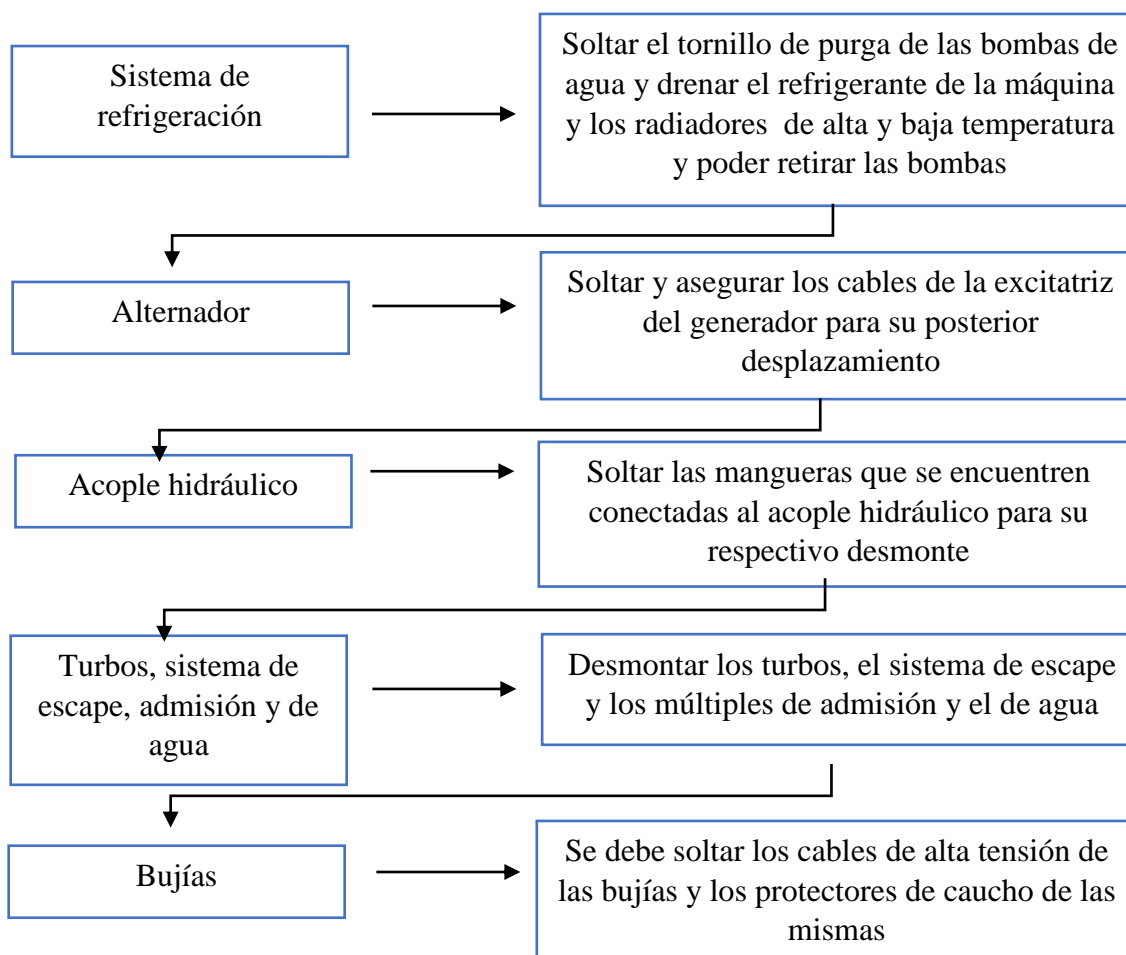 Sistema de
refrigeración
Soltar el tornillo de purga de las bombas de
agua y drenar el refrigerante de la máquina
y los radiadores de alta y baja temperatura
y poder retirar las bombas
Alternador
Soltar y asegurar los cables de la excitatriz
del generador para su posterior
desplazamiento
Acople hidráulico
Soltar las mangueras que se encuentren
conectadas al acople hidráulico para su
respectivo desmonte
Turbos, sistema de
escape, admisión y de
agua
Desmontar los turbos, el sistema de escape
y los múltiples de admisión y el de agua
Bujías
Se debe soltar los cables de alta tensión de
las bujías y los protectores de caucho de las
mismas